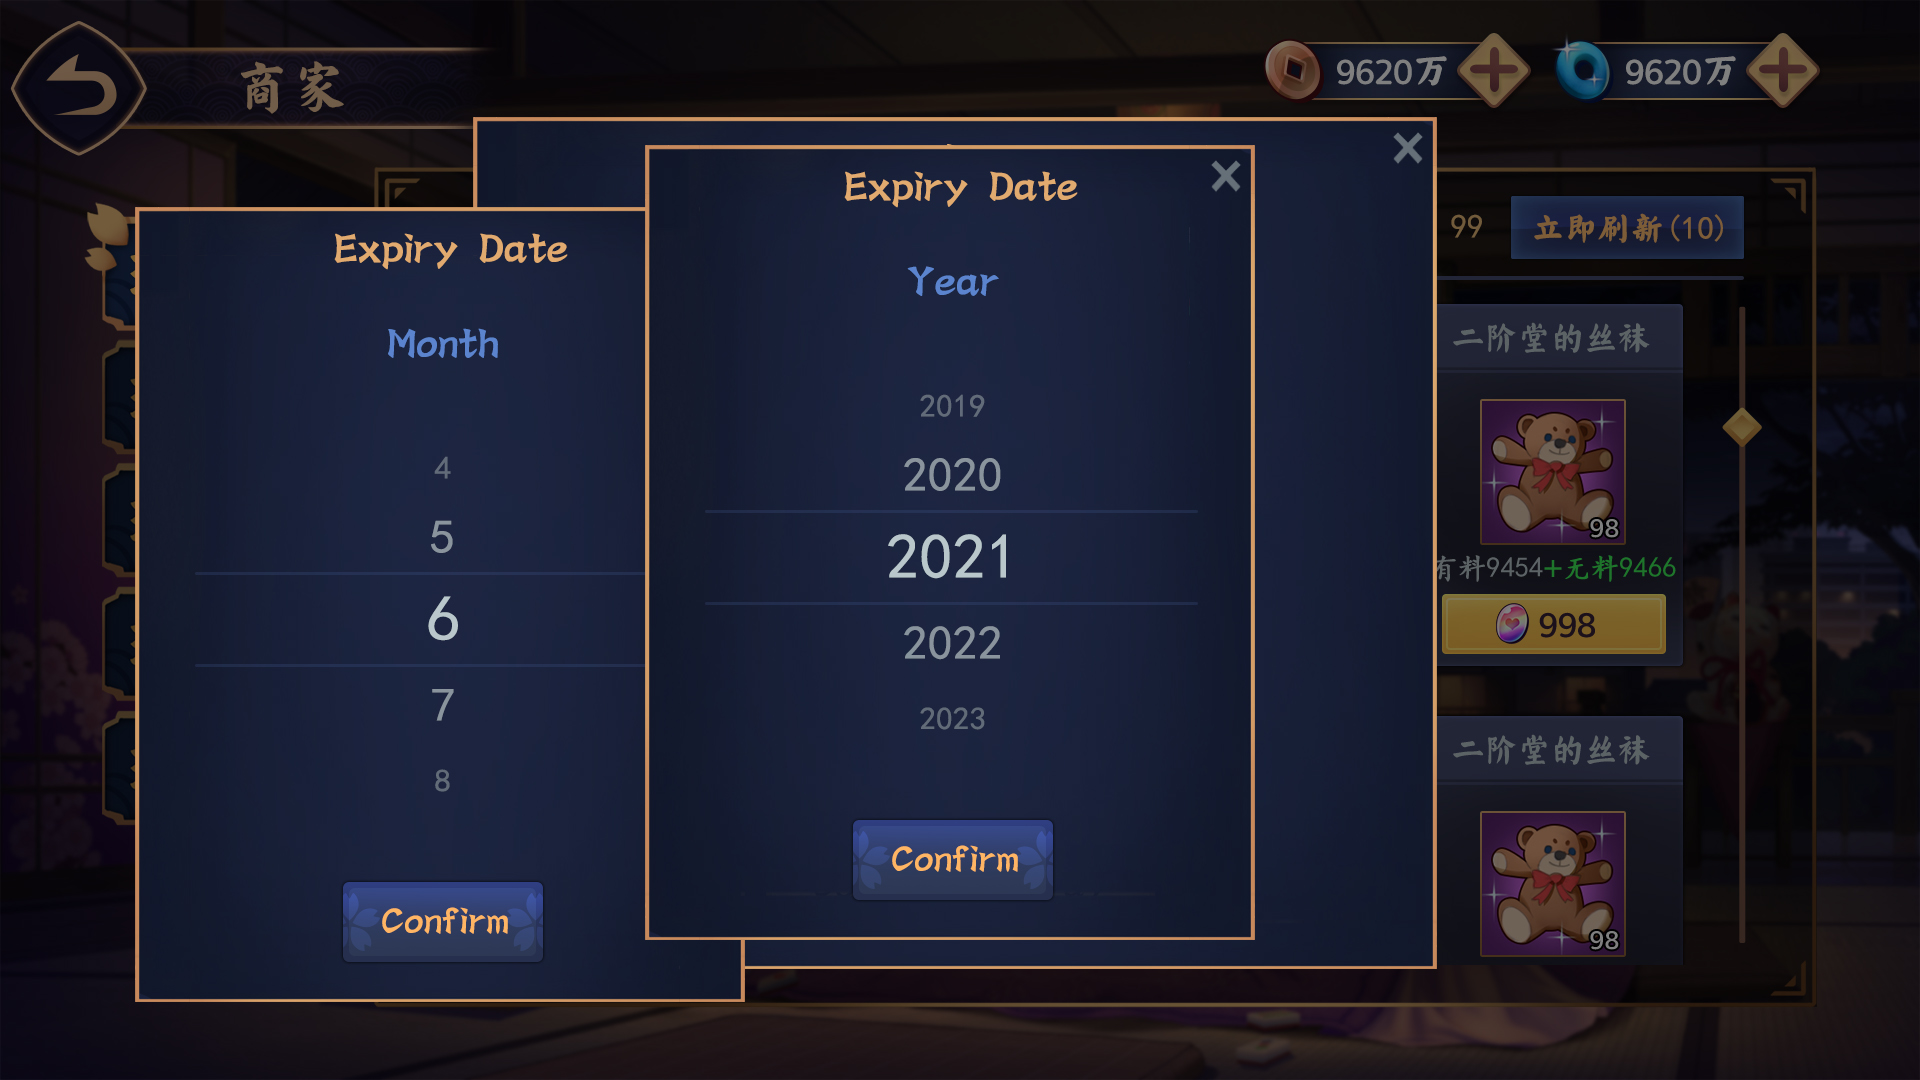 商家
9620万
9620万
Expiry Date
Month
4
5
6
7
8
Confirm
Expiry Date
Year
2019
2020
2021
2022
2023
Confirm
99
立即刷新(10)
二阶堂的丝袜
98
有料9454+无料9466
998
二阶堂的丝袜
98